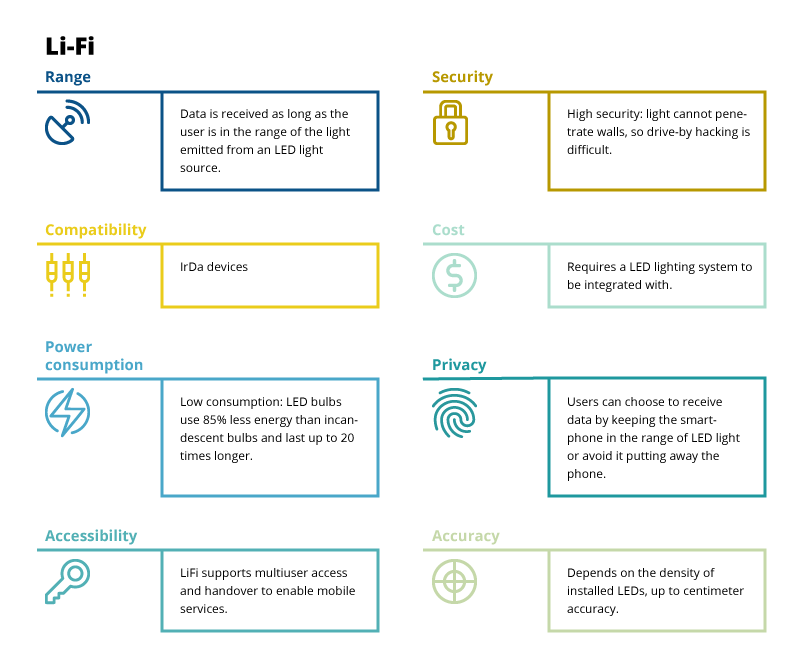 Li-Fi
Range
Data is received as long as the
user is in the range of the light
emitted from an LED light
source.
Security
High security: light cannot pene-
trate walls, so drive-by hacking is
difficult.
Compatibility
IrDa devices
Cost
Requires a LED lighting system to
be integrated with.
Power
consumption
Low consumption: LED bulbs
use 85% less energy than incan-
descent bulbs and last up to 20
times longer.
Privacy
Users can choose to receive
data by keeping the smart-
phone in the range of LED light
or avoid it putting away the
phone.
Accessibility
LiFi supports multiuser access
and handover to enable mobile
services.
Accuracy
Depends on the density of
installed LEDs, up to centimeter
accuracy.